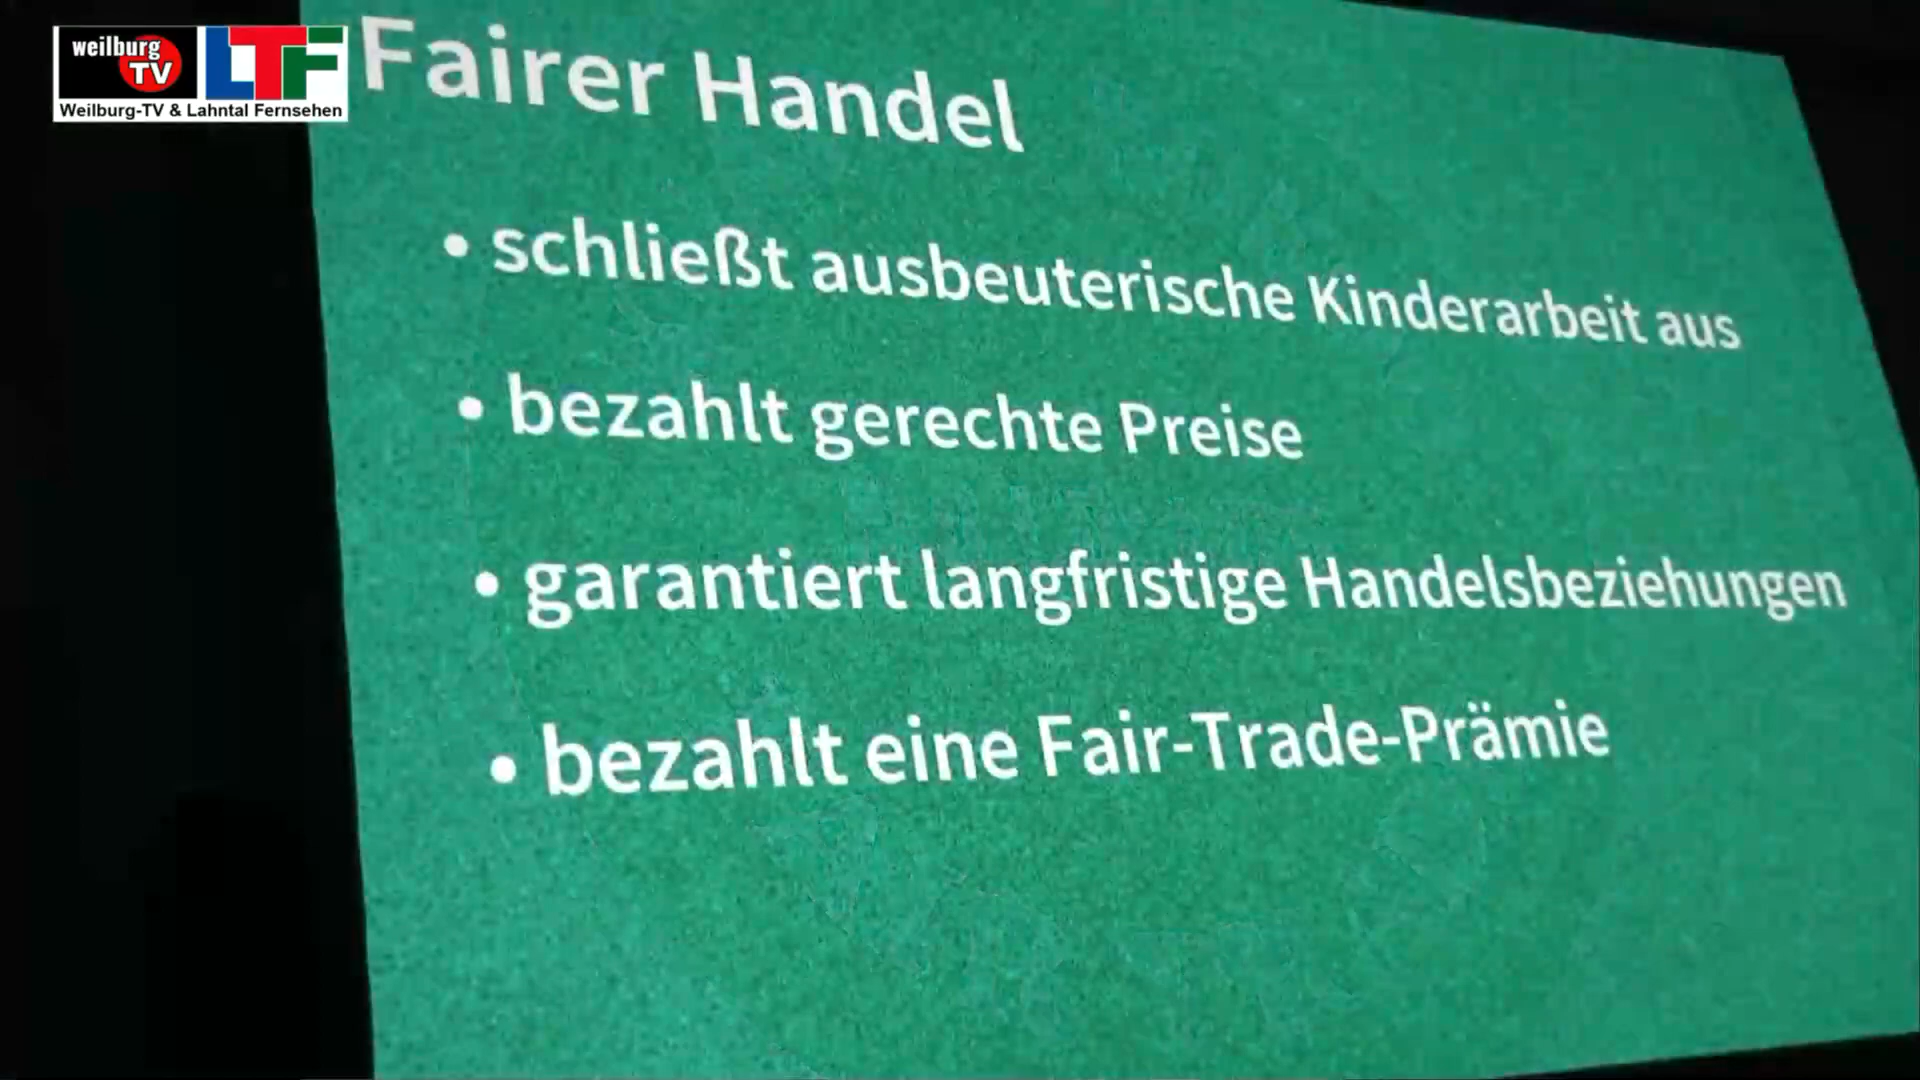 weilburg
TV
LTF
Weilburg-TV & Lahntal Fernsehen
Fairer Handel
• schließt ausbeuterische Kinderarbeit aus
• bezahlt gerechte Preise
• garantiert langfristige Handelsbeziehungen
• bezahlt eine Fair-Trade-Prämie